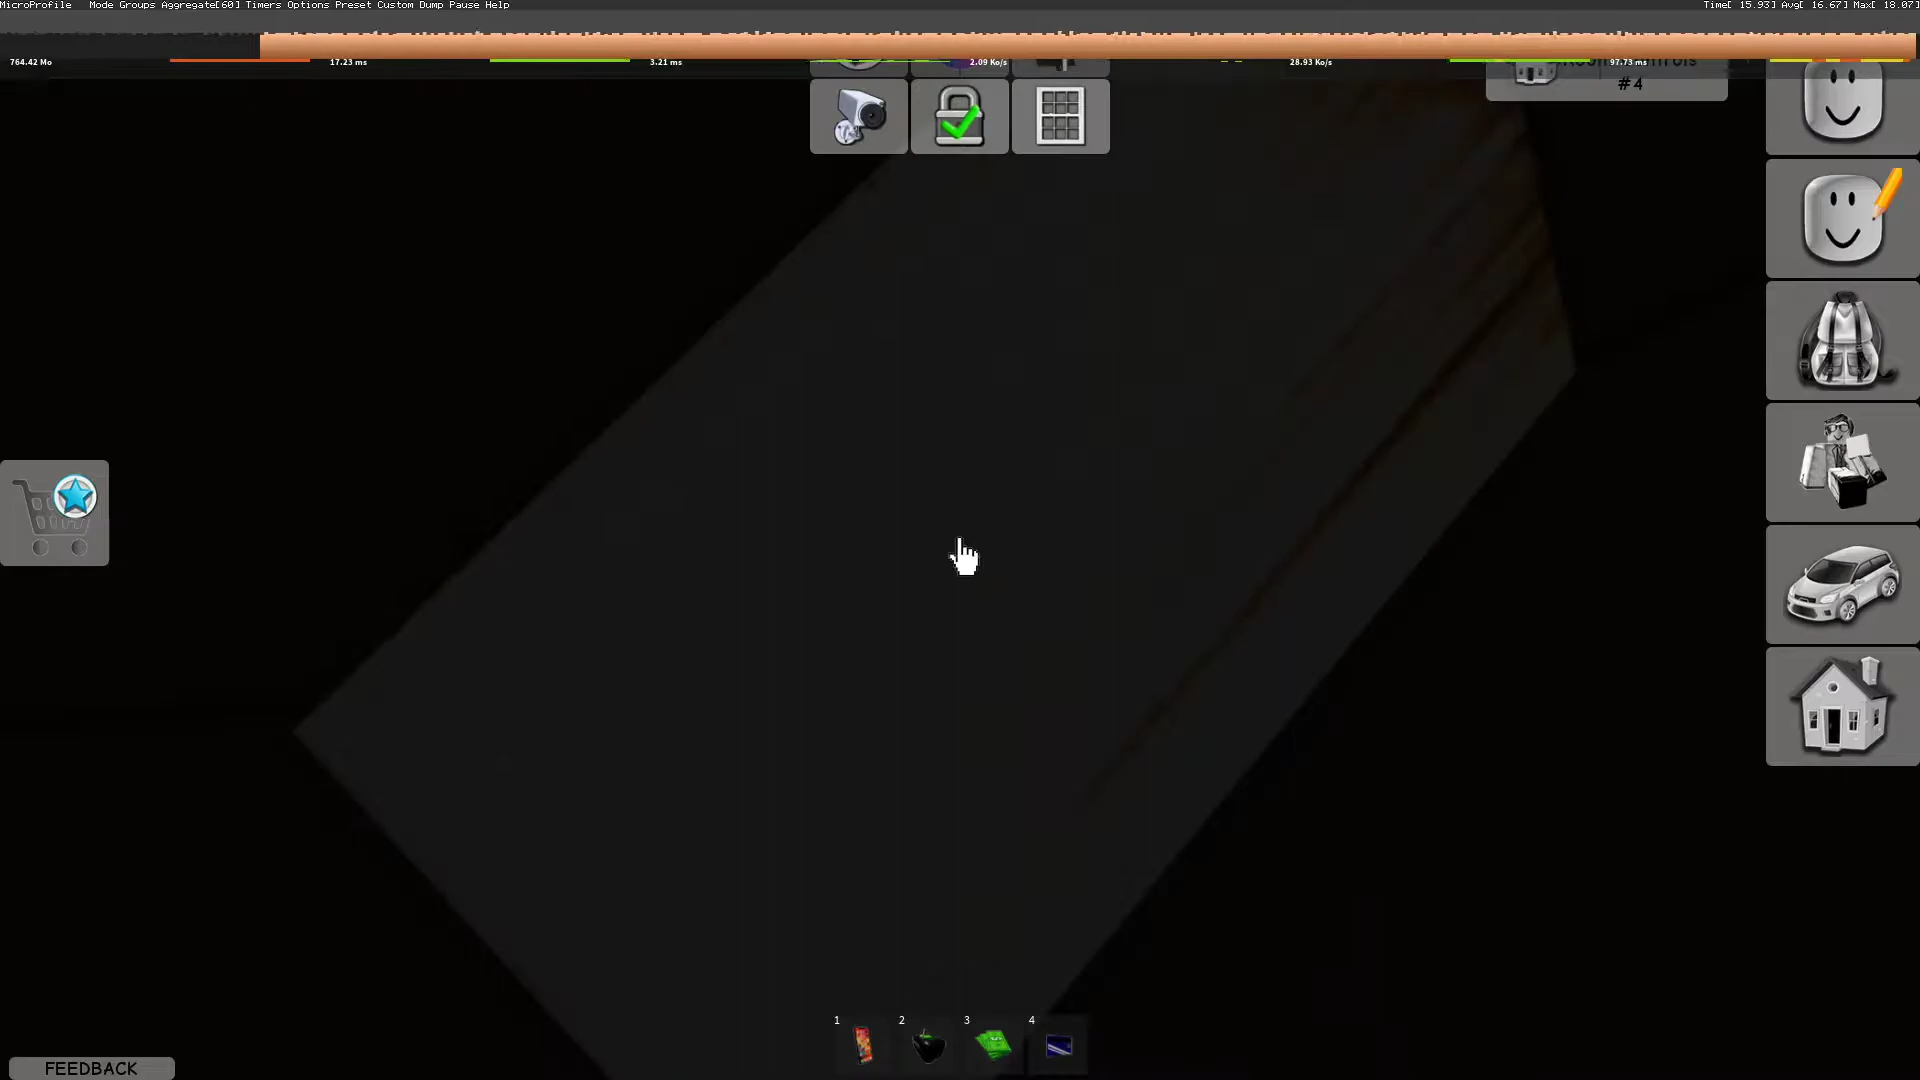 MicroProfile Mode Groups Aggregate[60] Timers Options Preset Custom Dump Pause Help
Time[ 15.93] Avg[ 16.67] Max[ 18.07]
764.42 Mo
17.23 ms
3.21 ms
2.09 Ko/s
28.93 Ko/s
97.73 ms
#4
1
2
3
4
FEEDBACK